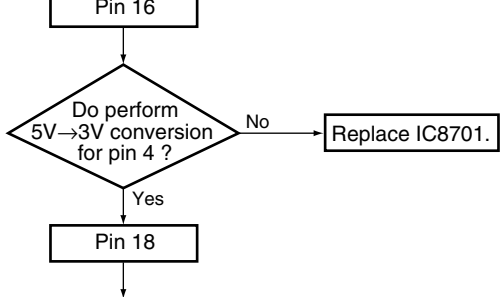 Pin 16
Do perform
5V→3V conversion
for pin 4 ?
No
Replace IC8701.
Yes
Pin 18